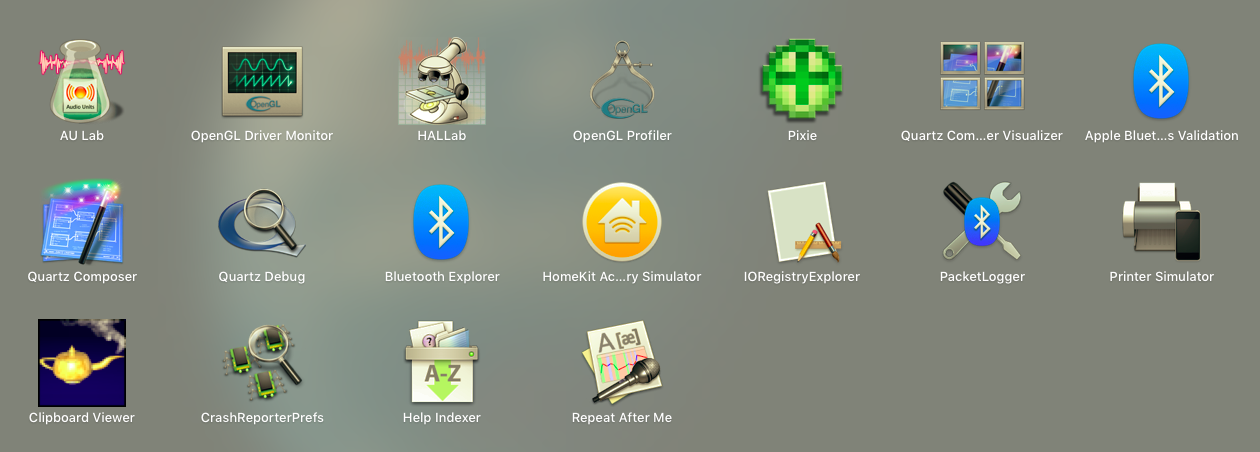 Audio Units
AU Lab
OpenGL
OpenGL Driver Monitor
HALLab
OpenGL
OpenGL Profiler
Pixie
Quartz Com...er Visualizer
Apple Bluet...s Validation
Quartz Composer
Quartz Debug
Bluetooth Explorer
HomeKit Ac...ry Simulator
IORegistryExplorer
PacketLogger
Printer Simulator
Clipboard Viewer
CrashReporterPrefs
?
A-Z
Help Indexer
A [æ]
Repeat After Me